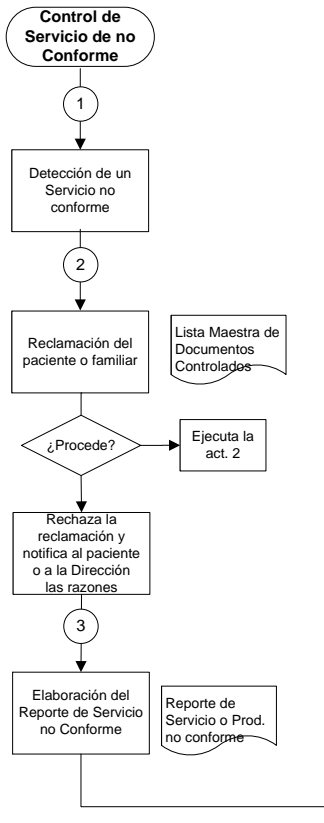 Control de
Servicio de no
Conforme
1
Detección de un
Servicio no
conforme
2
Reclamación del
paciente o familiar
Lista Maestra de
Documentos
Controlados
¿Procede?
Ejecuta la
act. 2
Rechaza la
reclamación y
notifica al paciente
o a la Dirección
las razones
3
Elaboración del
Reporte de Servicio
no Conforme
Reporte de
Servicio o Prod.
no conforme